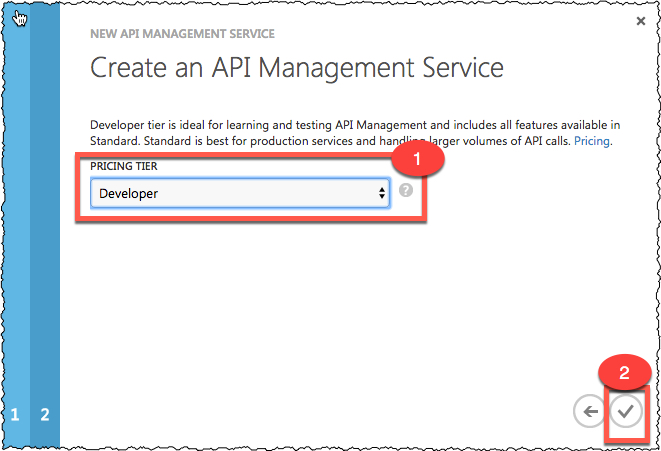 NEW API MANAGEMENT SERVICE
Create an API Management Service
Developer tier is ideal for learning and testing API Management and includes all features available in
Standard. Standard is best for production services and handling larger volumes of API calls. Pricing.
1
PRICING TIER
Developer
?
2
1 2